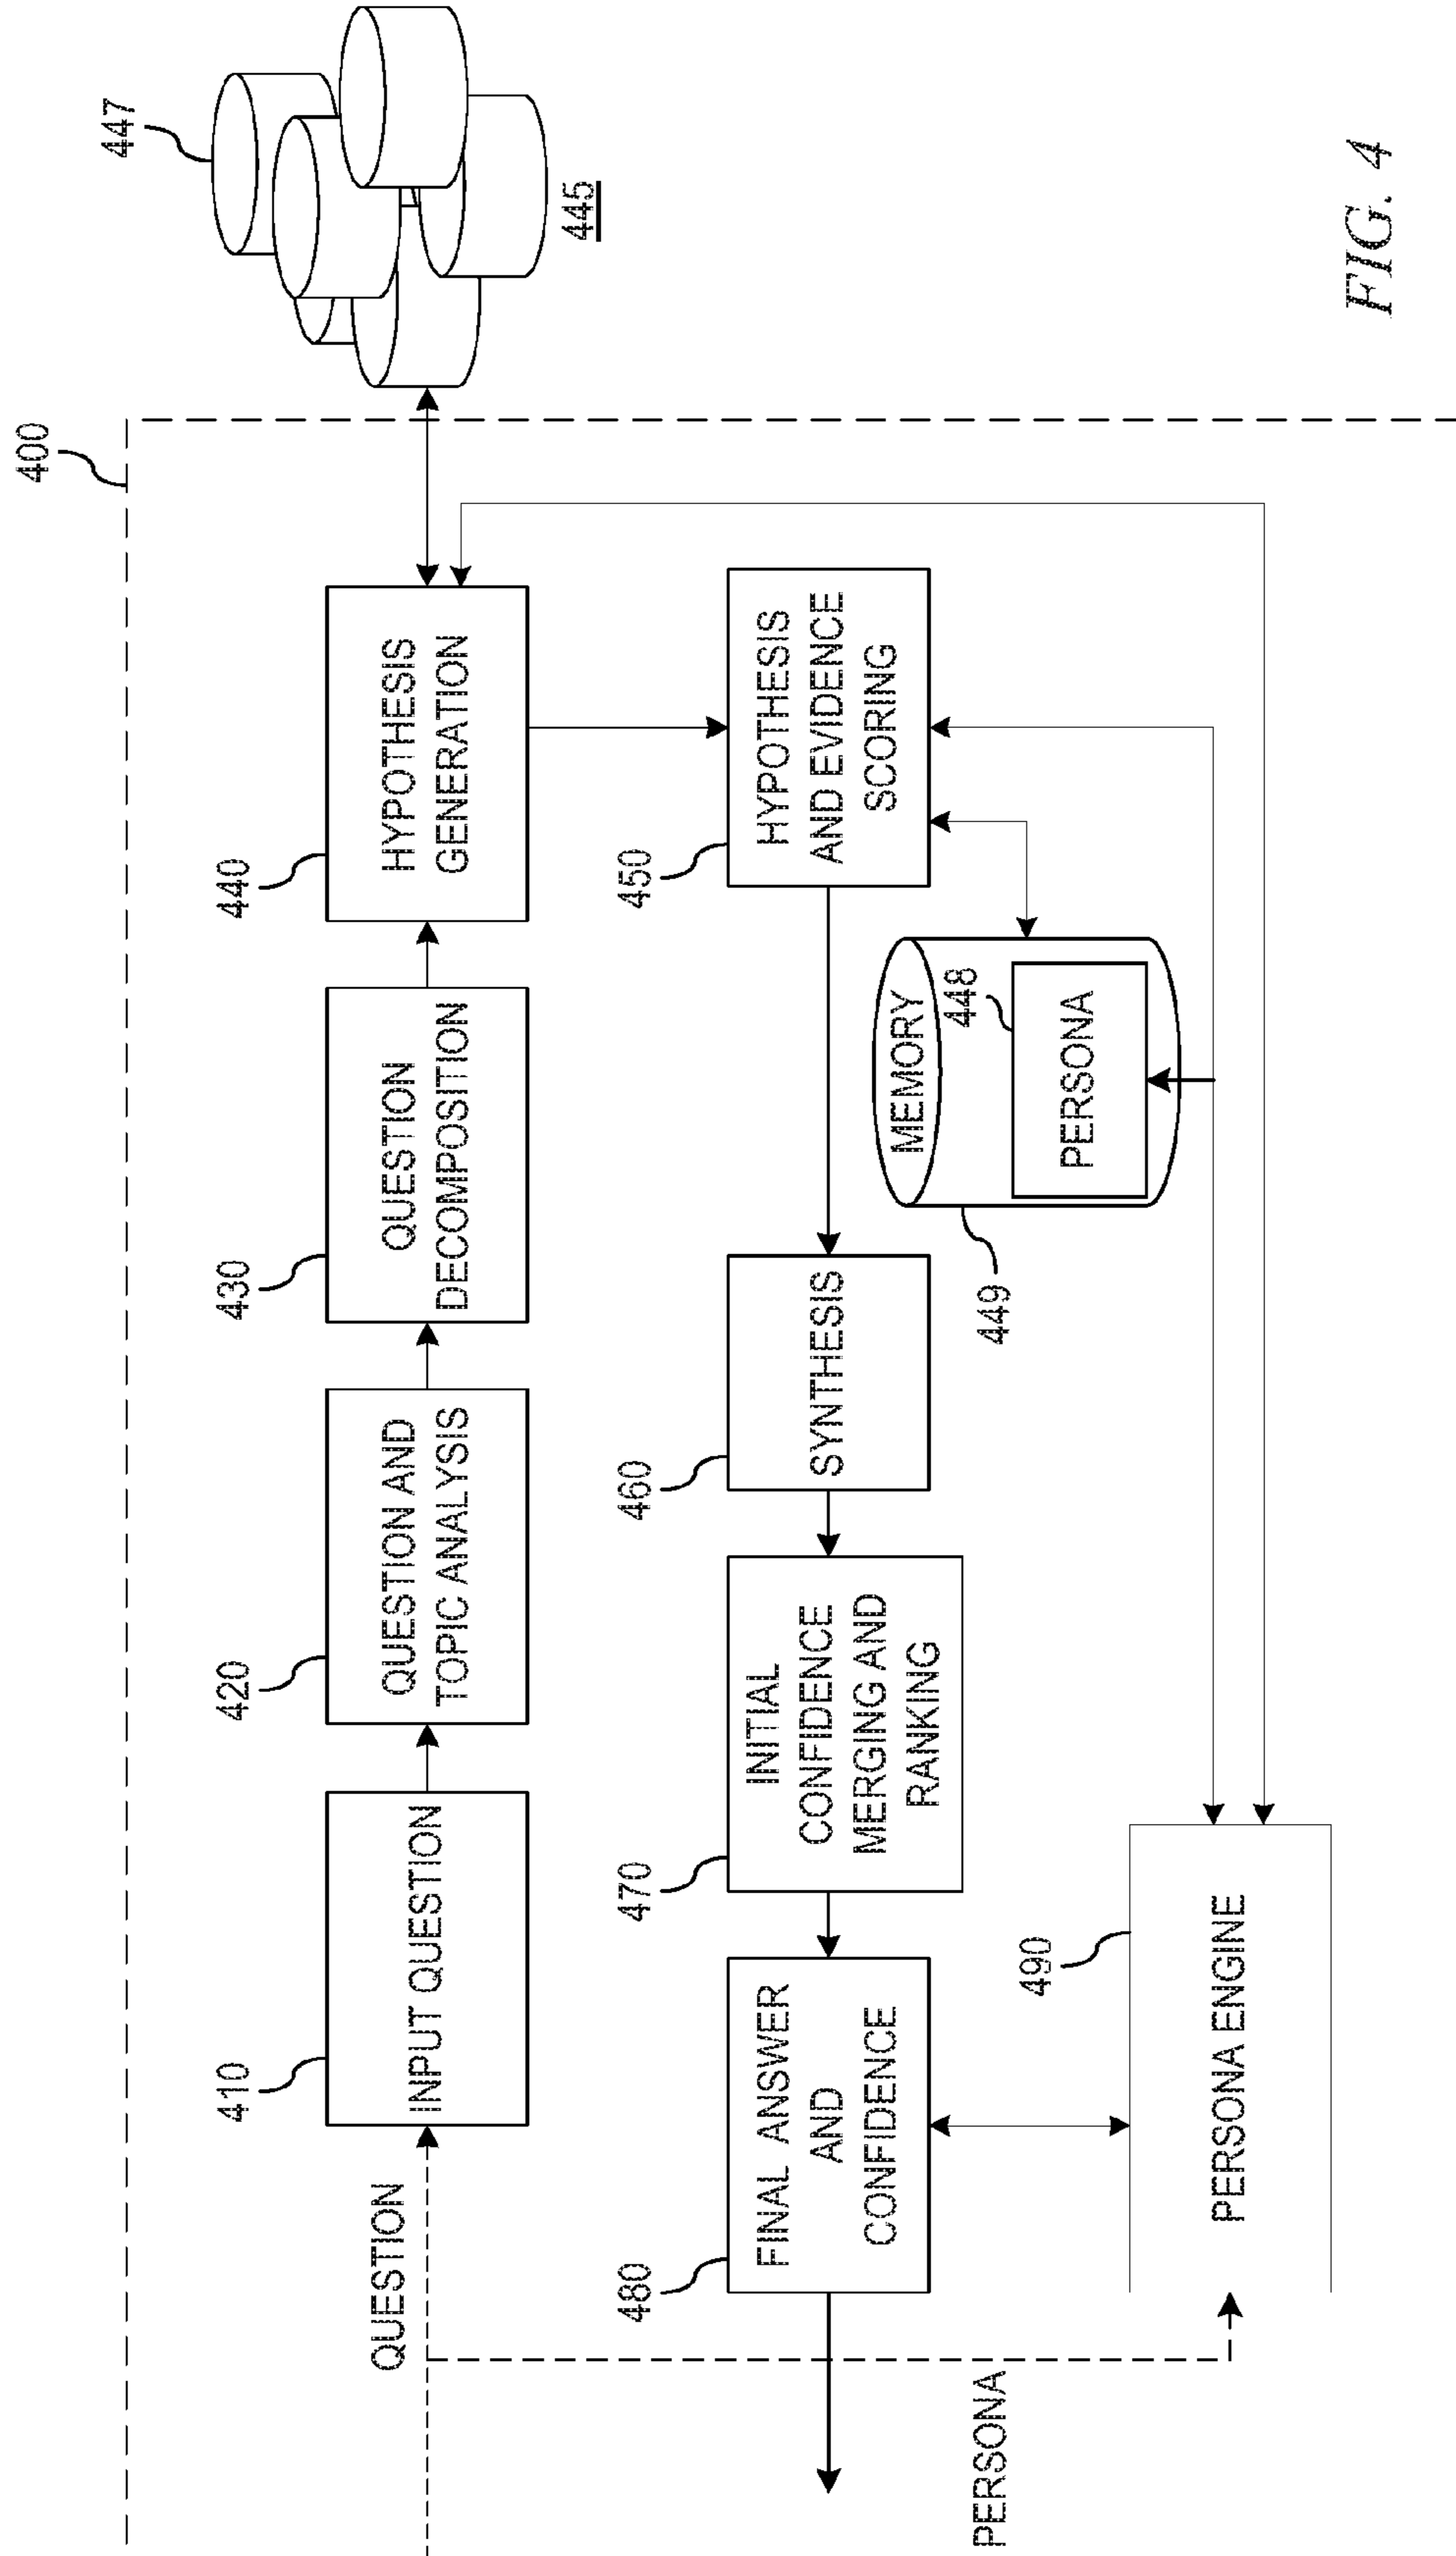 400
447
445
QUESTION
410
INPUT QUESTION
420
QUESTION AND
TOPIC ANALYSIS
430
QUESTION
DECOMPOSITION
440
HYPOTHESIS
GENERATION
480
FINAL ANSWER
AND
CONFIDENCE
470
INITIAL
CONFIDENCE
MERGING AND
RANKING
460
SYNTHESIS
450
HYPOTHESIS
AND EVIDENCE
SCORING
MEMORY
448
PERSONA
449
PERSONA
490
PERSONA ENGINE
FIG. 4